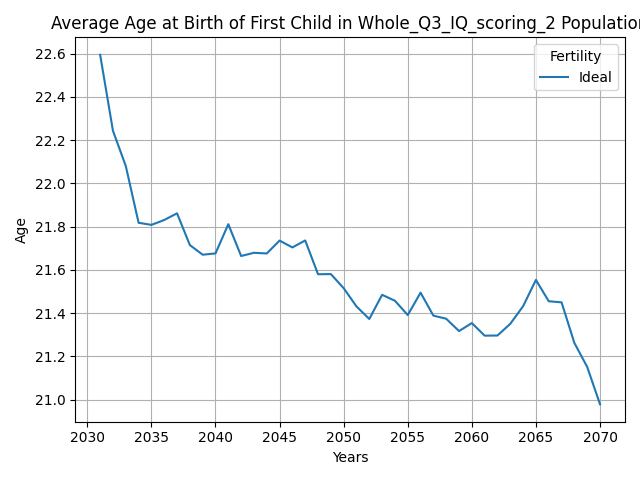 Average Age at Birth of First Child in Whole_Q3_IQ_scoring_2 Population
Fertility
Ideal
22.6
22.4
22.2
22.0
21.8
21.6
21.4
21.2
21.0
Age
2030 2035 2040 2045 2050 2055 2060 2065 2070
Years